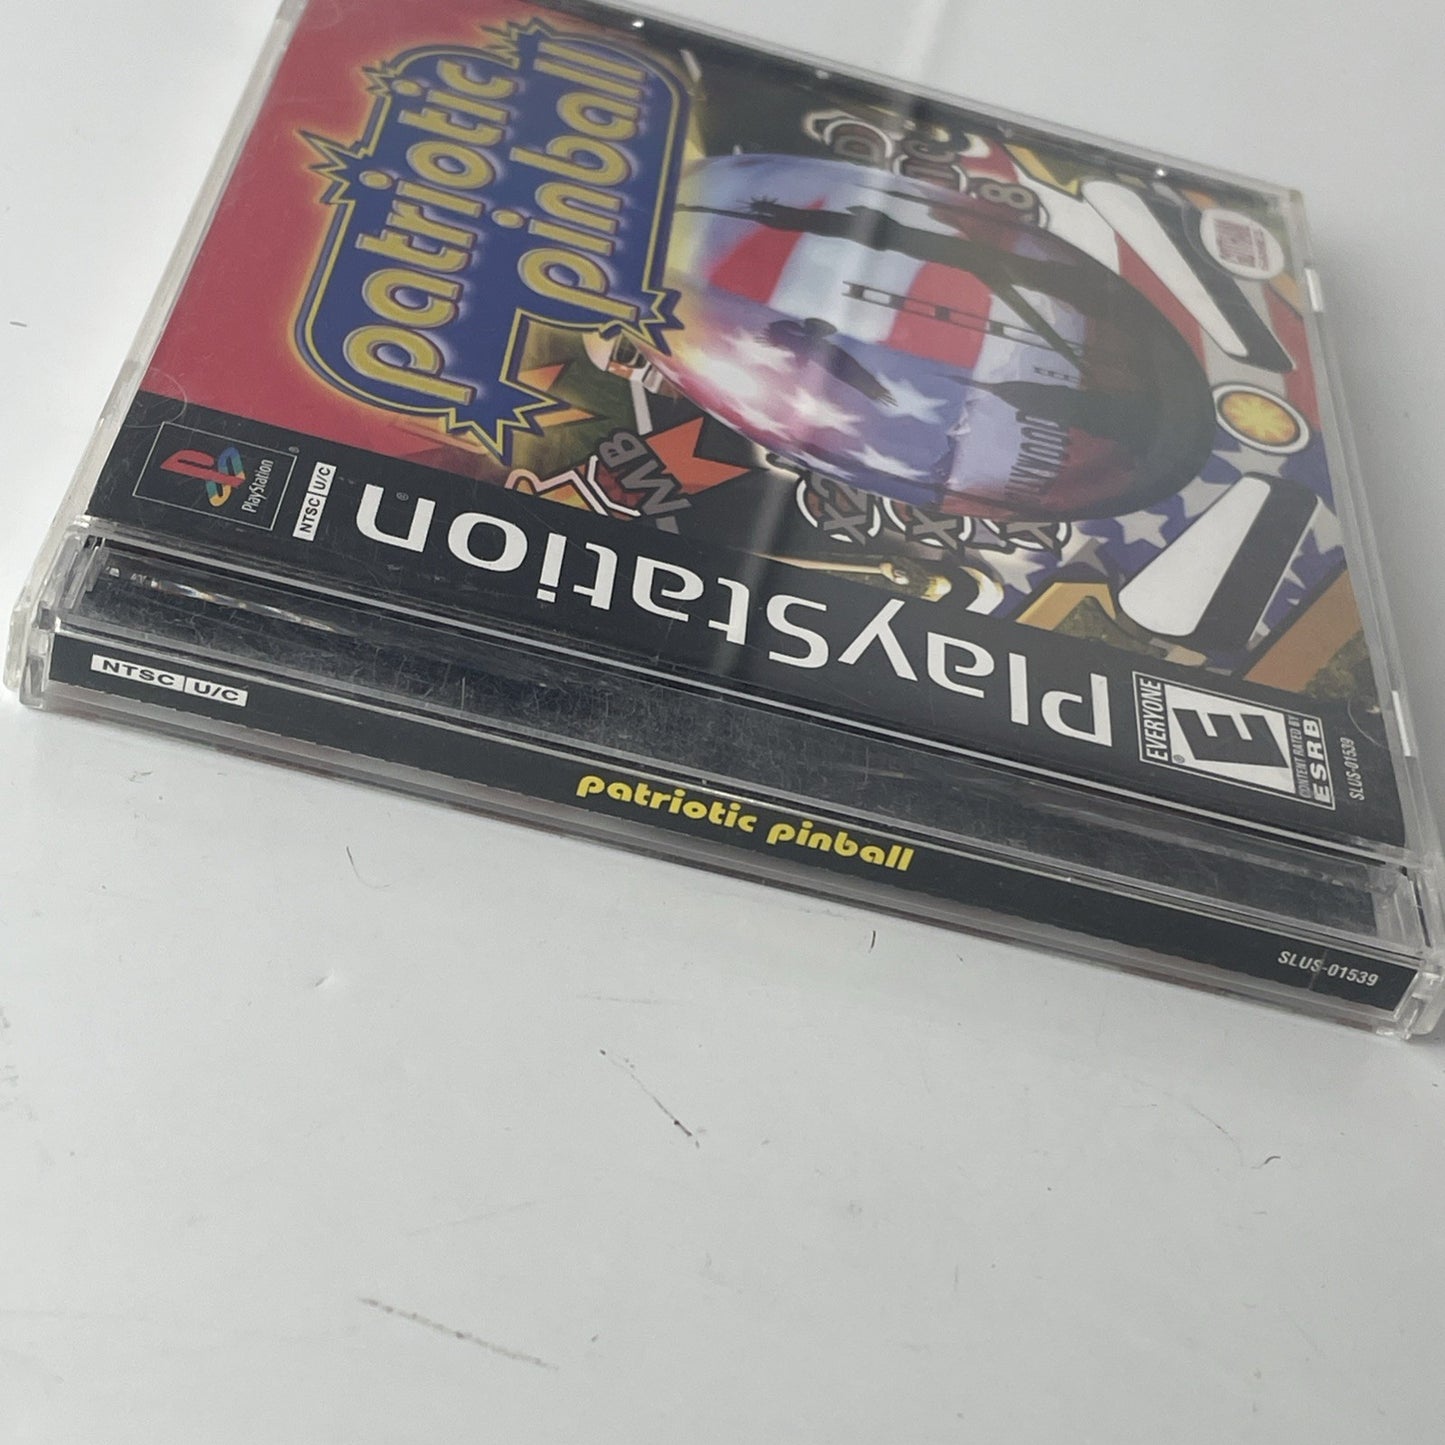 patriotic
pinball
PlayStation
NTSC U/C
PlayStation
EVERYONE
E
CONTENT RATED BY
ESRB
SLUS-01539
NTSC U/C
patriotic pinball
SLUS-01539